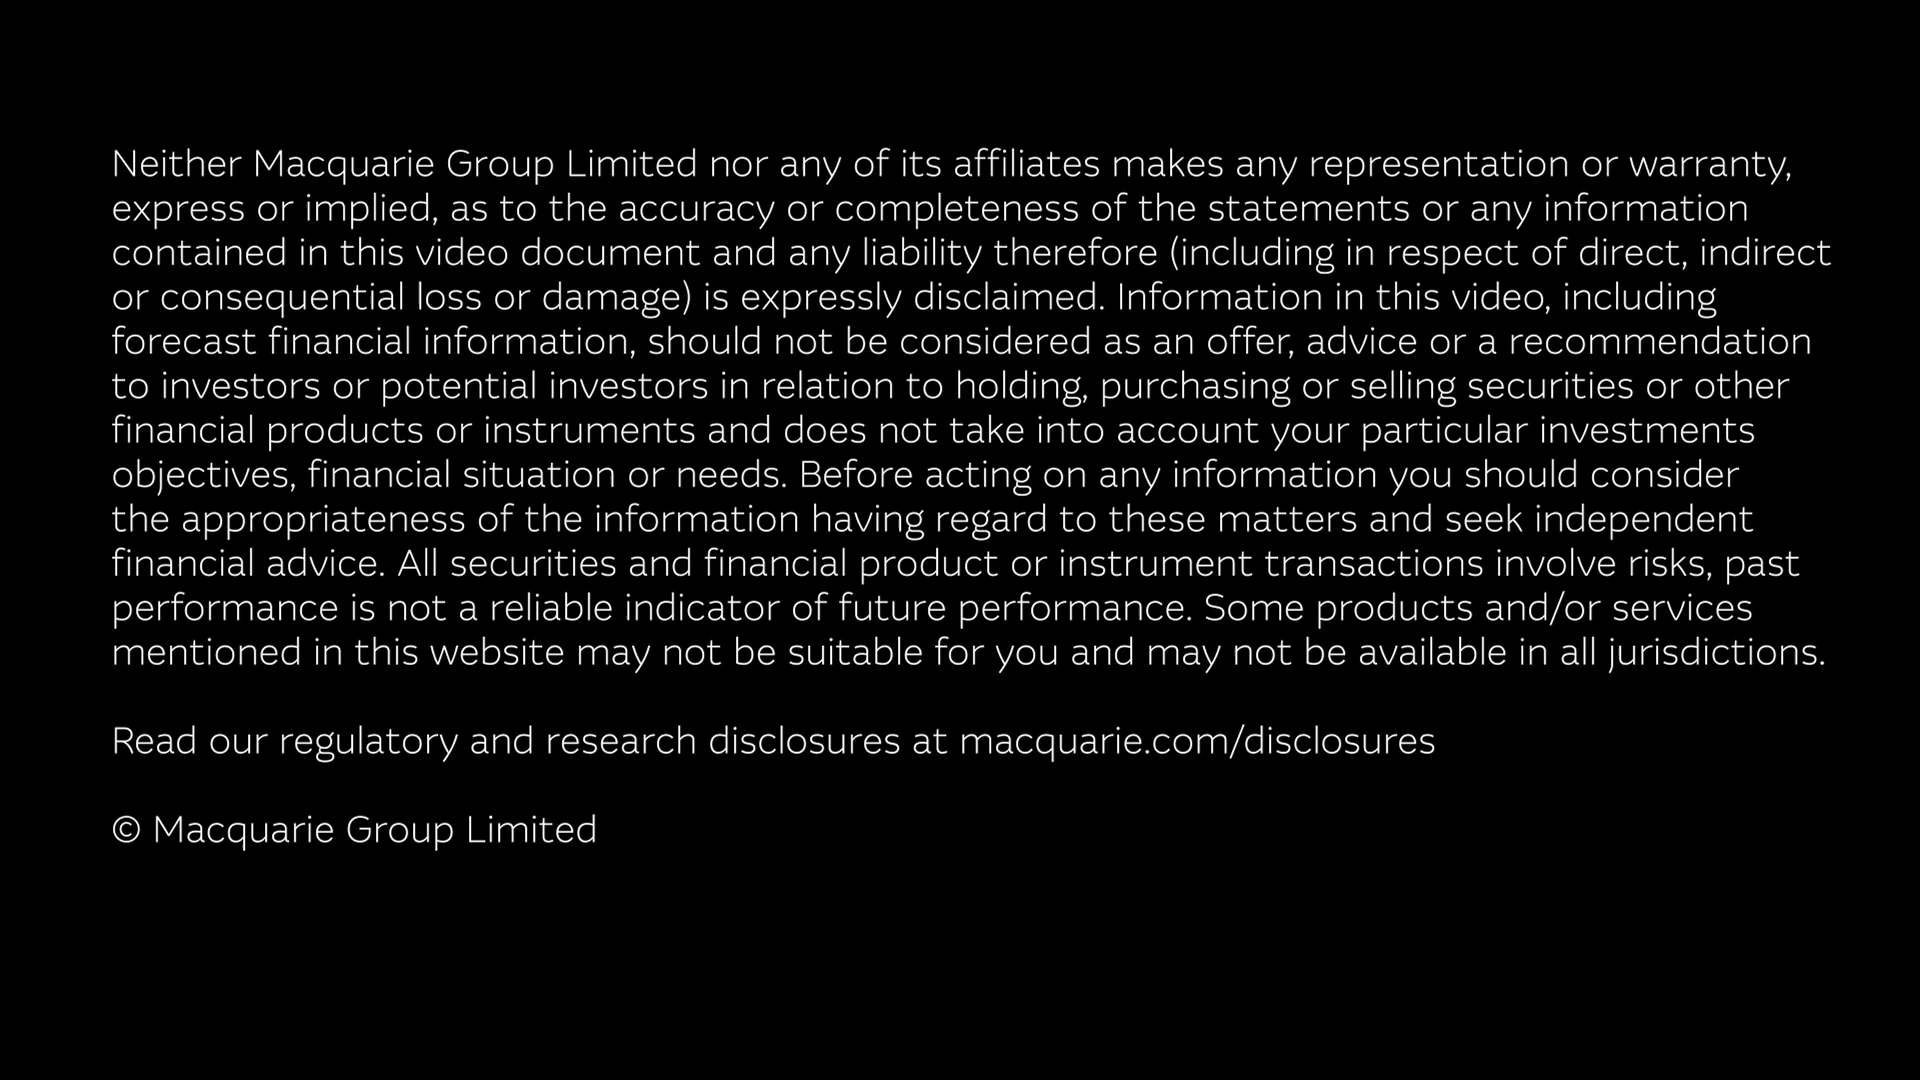 Neither Macquarie Group Limited nor any of its affiliates makes any representation or warranty,
express or implied, as to the accuracy or completeness of the statements or any information
contained in this video document and any liability therefore (including in respect of direct, indirect
or consequential loss or damage) is expressly disclaimed. Information in this video, including
forecast financial information, should not be considered as an offer, advice or a recommendation
to investors or potential investors in relation to holding, purchasing or selling securities or other
financial products or instruments and does not take into account your particular investments
objectives, financial situation or needs. Before acting on any information you should consider
the appropriateness of the information having regard to these matters and seek independent
financial advice. All securities and financial product or instrument transactions involve risks, past
performance is not a reliable indicator of future performance. Some products and/or services
mentioned in this website may not be suitable for you and may not be available in all jurisdictions.
Read our regulatory and research disclosures at macquarie.com/disclosures
© Macquarie Group Limited